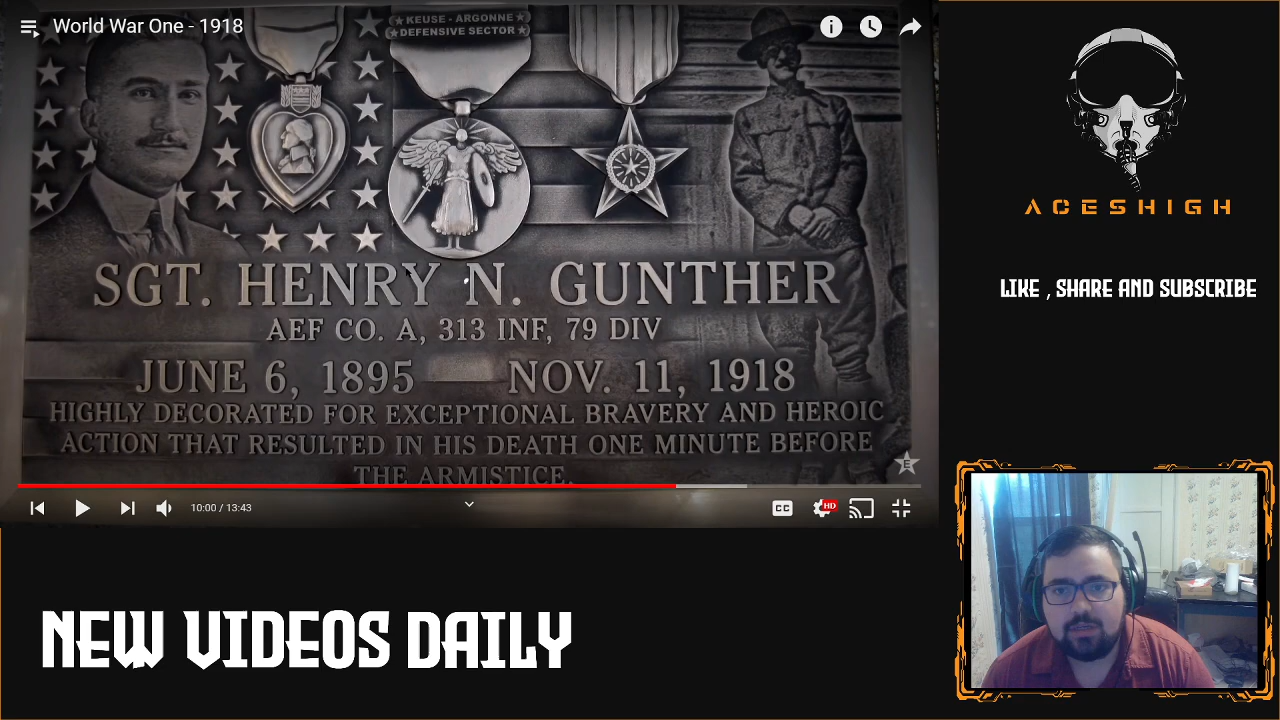 World War One - 1918
KEUSE - ARGONNE
DEFENSIVE SECTOR
SGT. HENRY N. GUNTHER
AEF CO. A, 313 INF, 79 DIV
JUNE 6, 1895 NOV. 11, 1918
HIGHLY DECORATED FOR EXCEPTIONAL BRAVERY AND HEROIC
ACTION THAT RESULTED IN HIS DEATH ONE MINUTE BEFORE
THE ARMISTICE.
E
10:00 / 13:43
CC
HD
ACESHIGH
LIKE , SHARE AND SUBSCRIBE
NEW VIDEOS DAILY